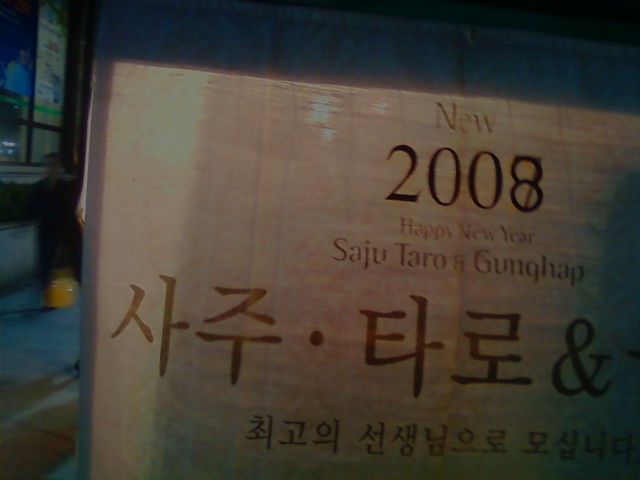 New
2008
Happy New Year
Saju Taro & Gunghap
사주 · 타로 &
최고의 선생님으로 모십니다